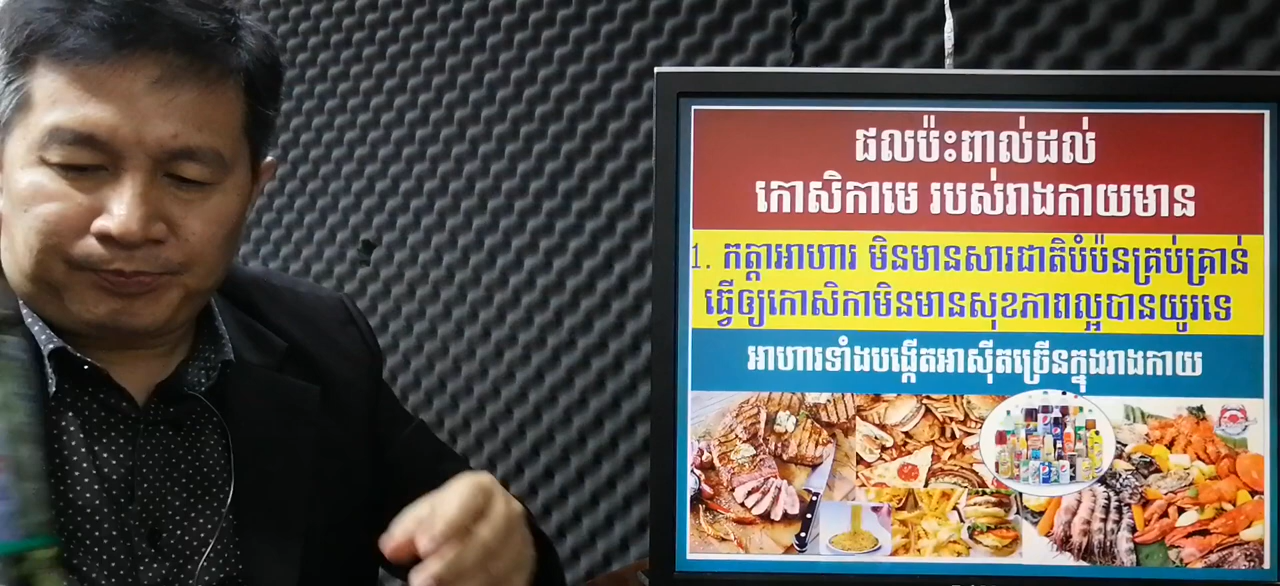 ផលប៉ះពាល់ដល់
កោសិកាមេ របស់រាងកាយមាន
1. កត្តាអាហារ មិនមានសារជាតិបំប៉នគ្រប់គ្រាន់
ធ្វើឲ្យកោសិកាមិនមានសុខភាពល្អបានយូរទេ
អាហារទាំងបង្កើតអាស៊ីតច្រើនក្នុងរាងកាយ